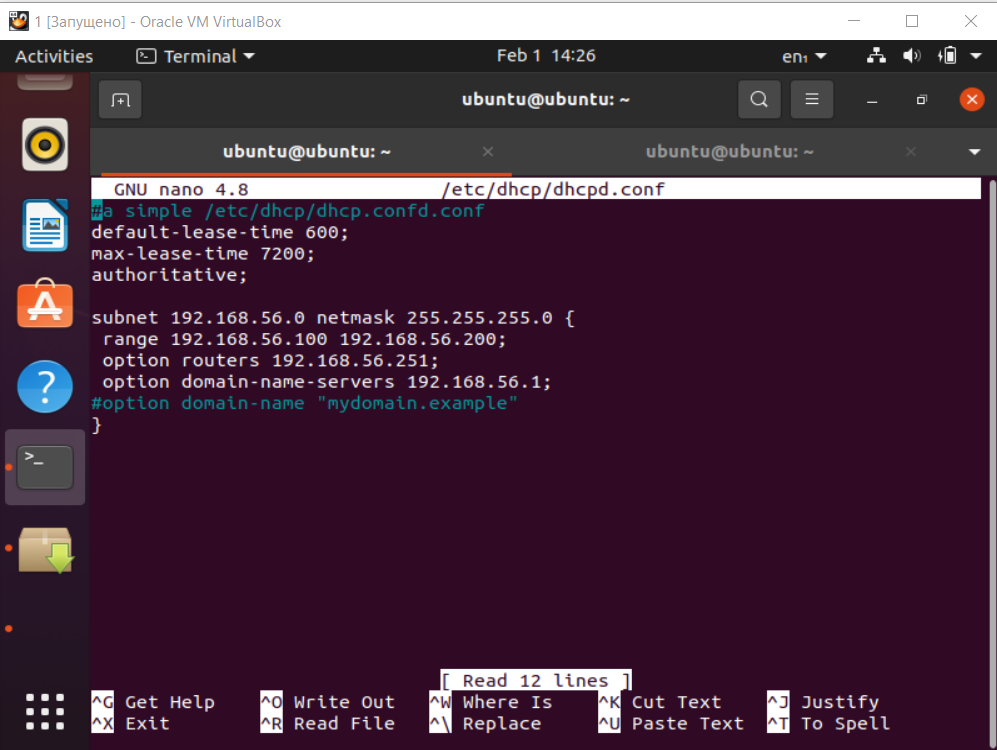 1 [Запущено] - Oracle VM VirtualBox
Activities Terminal Feb 1 14:26 en₁
ubuntu@ubuntu: ~
ubuntu@ubuntu: ~ ubuntu@ubuntu: ~
GNU nano 4.8 /etc/dhcp/dhcpd.conf
#a simple /etc/dhcp/dhcp.confd.conf
default-lease-time 600;
max-lease-time 7200;
authoritative;
subnet 192.168.56.0 netmask 255.255.255.0 {
range 192.168.56.100 192.168.56.200;
option routers 192.168.56.251;
option domain-name-servers 192.168.56.1;
#option domain-name "mydomain.example"
}
[ Read 12 lines ]
^G Get Help ^O Write Out ^W Where Is ^K Cut Text ^J Justify
^X Exit ^R Read File ^\ Replace ^U Paste Text ^T To Spell